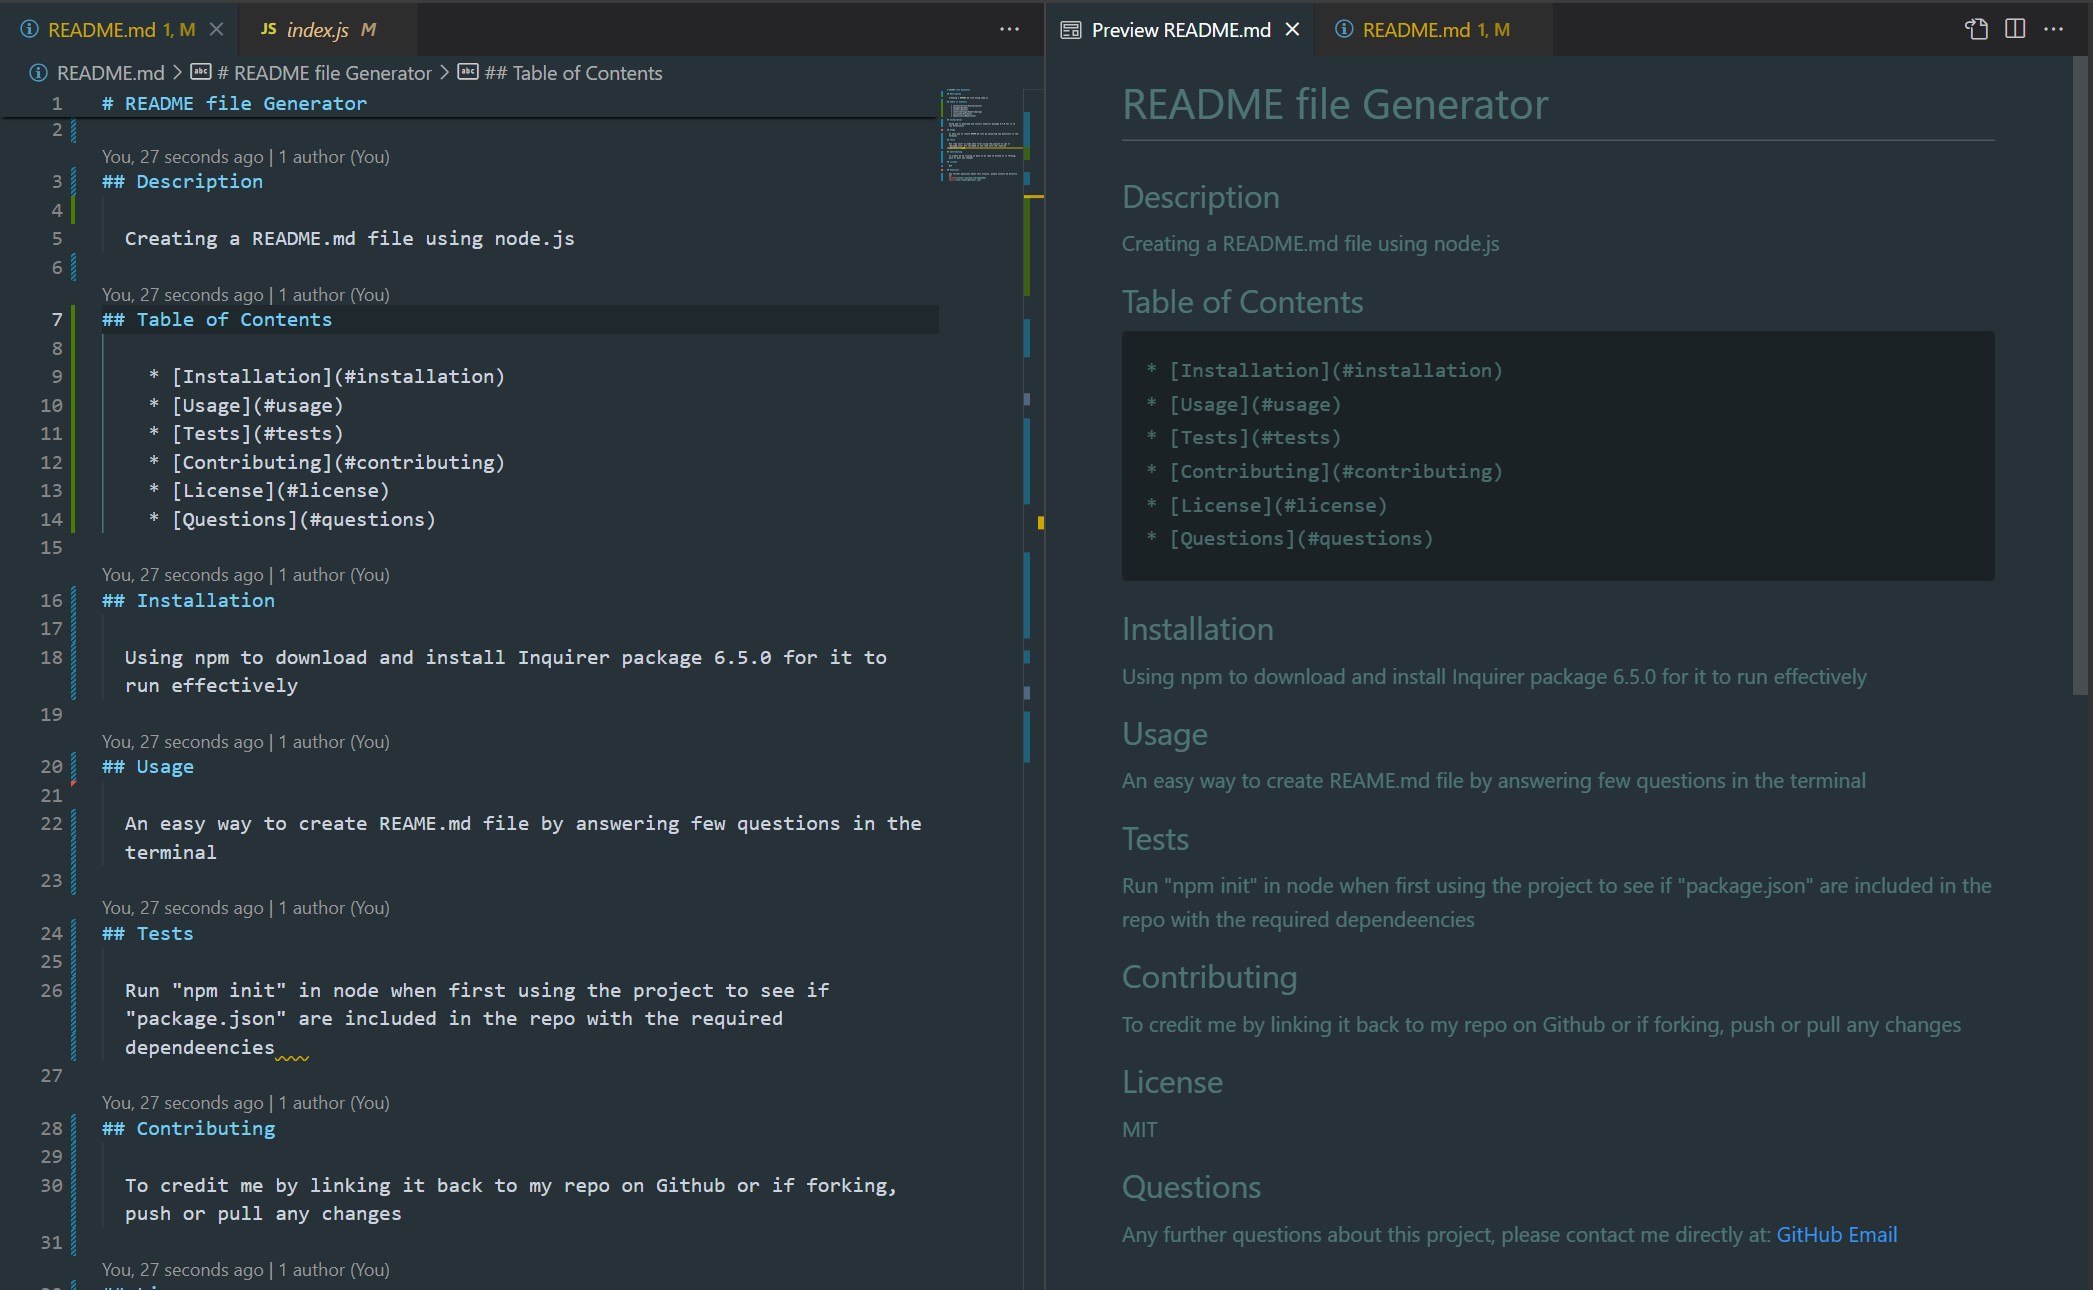 README.md 1, M
JS index.js M
README.md > # README file Generator > ## Table of Contents
1 # README file Generator
2
You, 27 seconds ago | 1 author (You)
3 ## Description
4
5 Creating a README.md file using node.js
6
You, 27 seconds ago | 1 author (You)
7 ## Table of Contents
8
9 * [Installation](#installation)
10 * [Usage](#usage)
11 * [Tests](#tests)
12 * [Contributing](#contributing)
13 * [License](#license)
14 * [Questions](#questions)
15
You, 27 seconds ago | 1 author (You)
16 ## Installation
17
18 Using npm to download and install Inquirer package 6.5.0 for it to
run effectively
19
You, 27 seconds ago | 1 author (You)
20 ## Usage
21
22 An easy way to create REAME.md file by answering few questions in the
terminal
23
You, 27 seconds ago | 1 author (You)
24 ## Tests
25
26 Run "npm init" in node when first using the project to see if
"package.json" are included in the repo with the required
dependeencies
27
You, 27 seconds ago | 1 author (You)
28 ## Contributing
29
30 To credit me by linking it back to my repo on Github or if forking,
push or pull any changes
31
You, 27 seconds ago | 1 author (You)
Preview README.md
README.md 1, M
README file Generator
Description
Creating a README.md file using node.js
Table of Contents
* [Installation](#installation)
* [Usage](#usage)
* [Tests](#tests)
* [Contributing](#contributing)
* [License](#license)
* [Questions](#questions)
Installation
Using npm to download and install Inquirer package 6.5.0 for it to run effectively
Usage
An easy way to create REAME.md file by answering few questions in the terminal
Tests
Run "npm init" in node when first using the project to see if "package.json" are included in the
repo with the required dependeencies
Contributing
To credit me by linking it back to my repo on Github or if forking, push or pull any changes
License
MIT
Questions
Any further questions about this project, please contact me directly at: GitHub Email